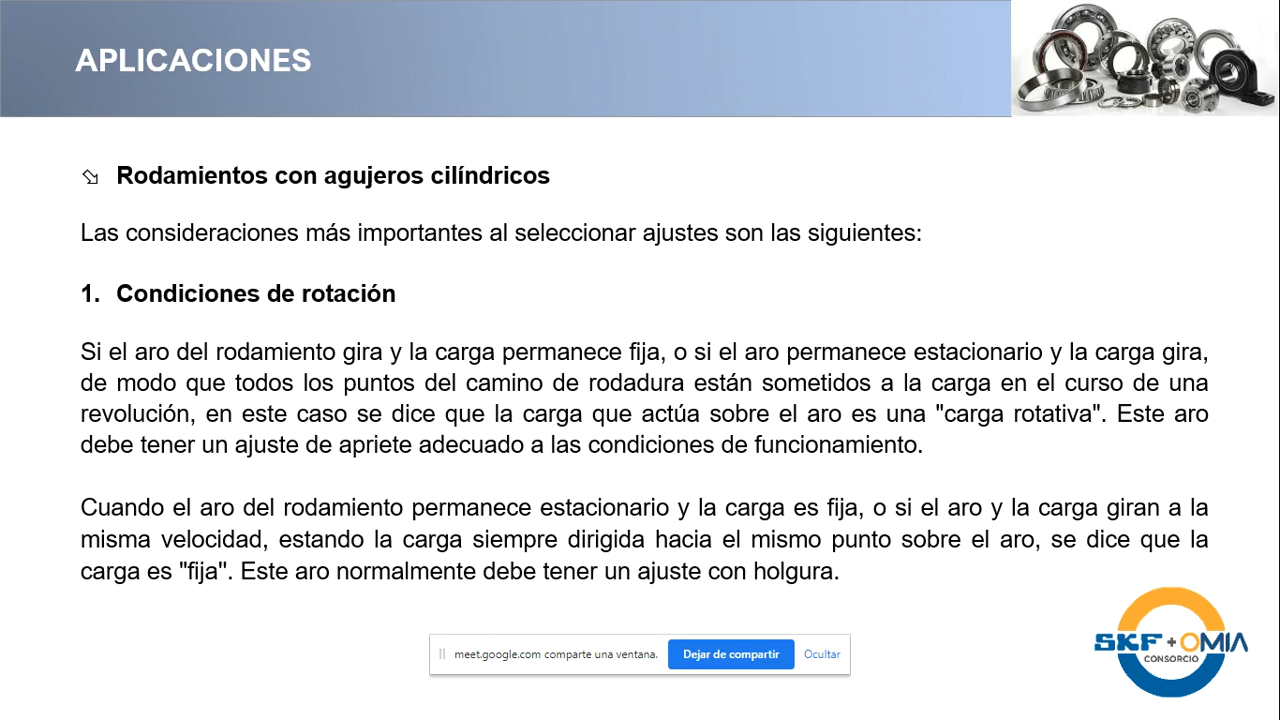 APLICACIONES
Rodamientos con agujeros cilíndricos
Las consideraciones más importantes al seleccionar ajustes son las siguientes:
1. Condiciones de rotación
Si el aro del rodamiento gira y la carga permanece fija, o si el aro permanece estacionario y la carga gira,
de modo que todos los puntos del camino de rodadura están sometidos a la carga en el curso de una
revolución, en este caso se dice que la carga que actúa sobre el aro es una "carga rotativa". Este aro
debe tener un ajuste de apriete adecuado a las condiciones de funcionamiento.
Cuando el aro del rodamiento permanece estacionario y la carga es fija, o si el aro y la carga giran a la
misma velocidad, estando la carga siempre dirigida hacia el mismo punto sobre el aro, se dice que la
carga es "fija". Este aro normalmente debe tener un ajuste con holgura.
SKF + OMIA
CONSORCIO
meet.google.com comparte una ventana. Dejar de compartir Ocultar